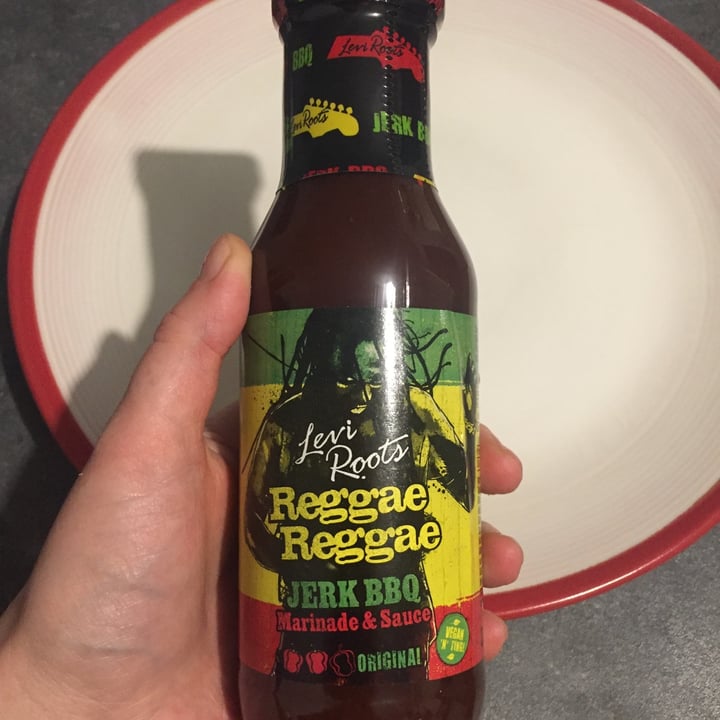 BBQ Levi Roots
Levi Roots JERK BB
JERK BBQ
Levi
Roots
Reggae
Reggae
JERK BBQ
Marinade & Sauce
ORIGINAL
VEGAN
'N' TING!